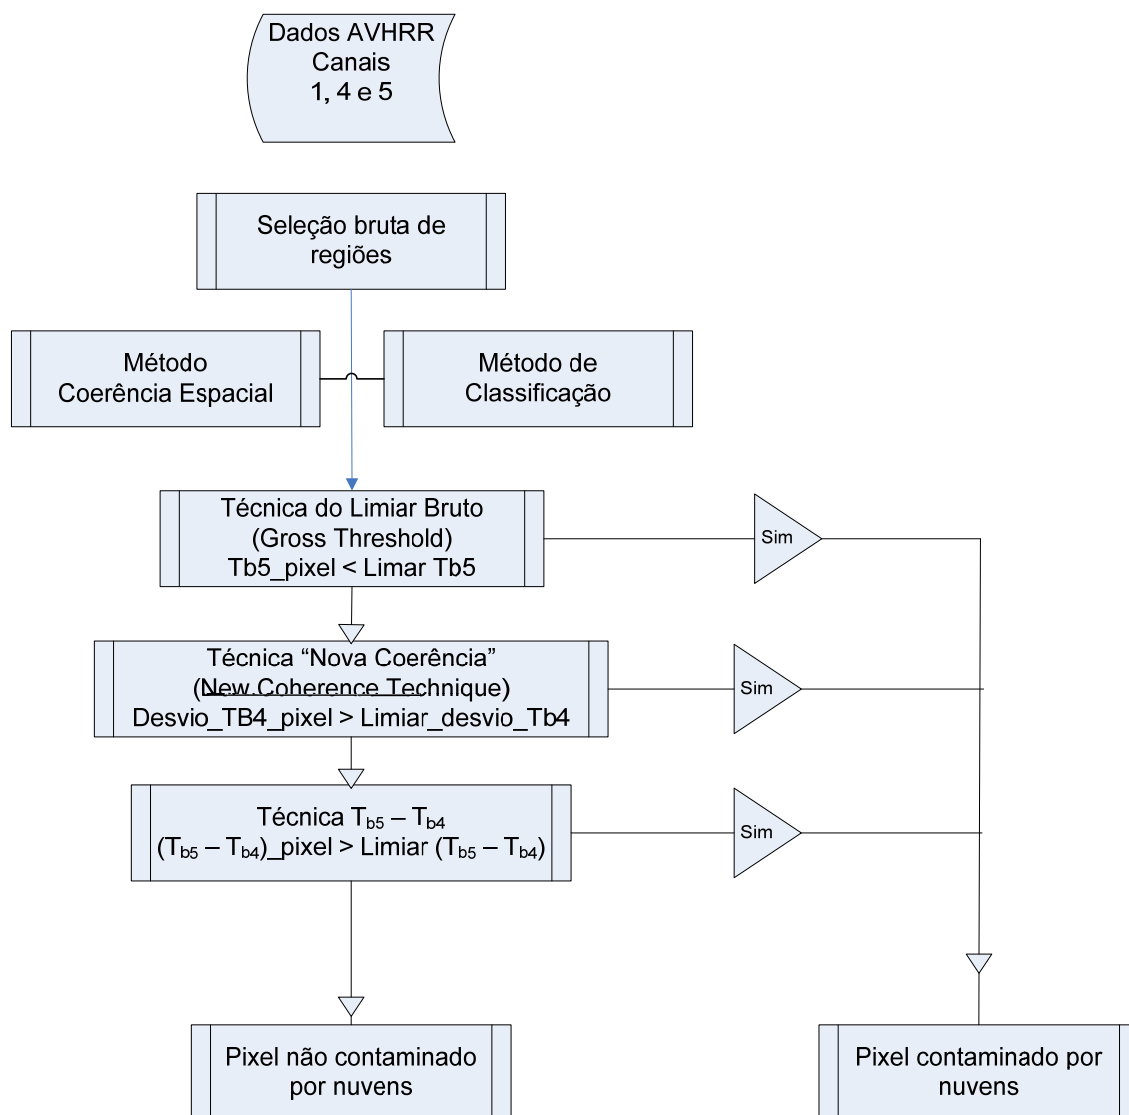 Dados AVHRR
Canais
1, 4 e 5
Seleção bruta de
regiões
Método
Coerência Espacial
Método de
Classificação
Técnica do Limiar Bruto
(Gross Threshold)
Tb5_pixel < Limar Tb5
Sim
Técnica “Nova Coerência”
(New Coherence Technique)
Desvio_TB4_pixel > Limiar_desvio_Tb4
Sim
Técnica Tb5 – Tb4
(Tb5 – Tb4)_pixel > Limiar (Tb5 – Tb4)
Sim
Pixel não contaminado
por nuvens
Pixel contaminado por
nuvens